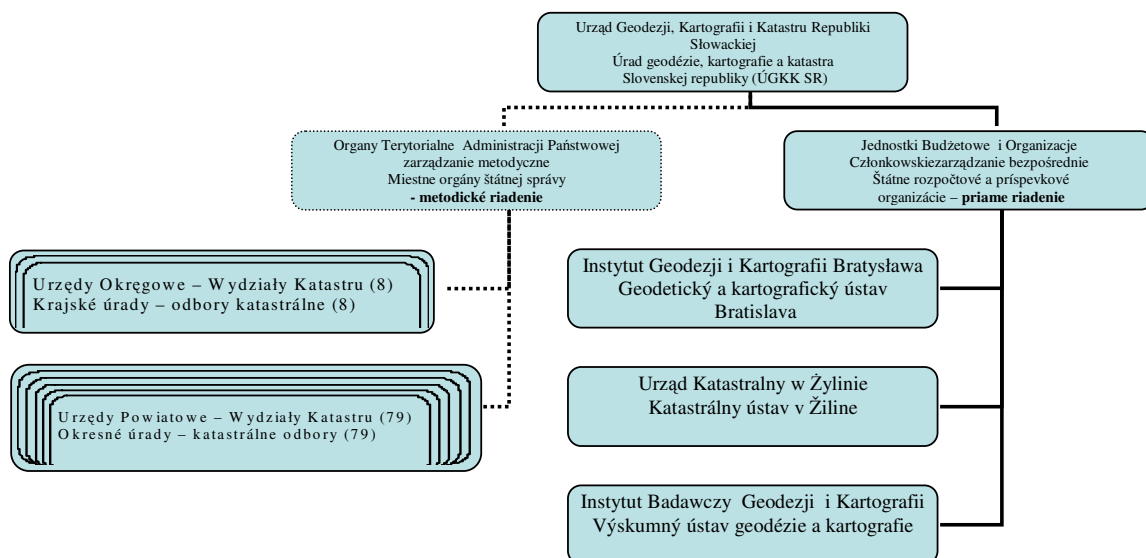 Urząd Geodezji, Kartografii i Katastru Republiki
Słowackiej
Úrad geodézie, kartografie a katastra
Slovenskej republiky (ÚGKK SR)
Organy Terytorialne Administracji Państwowej
zarządzanie metodyczne
Miestne orgány štátnej správy
- metodické riadenie
Jednostki Budżetowe i Organizacje
Członkowskiezarządzanie bezpośrednie
Štátne rozpočtové a príspevkové
organizácie – priame riadenie
Urzędy Okręgowe – Wydziały Katastru (8)
Krajské úrady – odbory katastrálne (8)
Urzędy Powiatowe – Wydziały Katastru (79)
Okresné úrady – katastrálne odbory (79)
Instytut Geodezji i Kartografii Bratysława
Geodetický a kartografický ústav
Bratislava
Urząd Katastralny w Żylinie
Katastrálny ústav v Žiline
Instytut Badawczy Geodezji i Kartografii
Výskumný ústav geodézie a kartografie